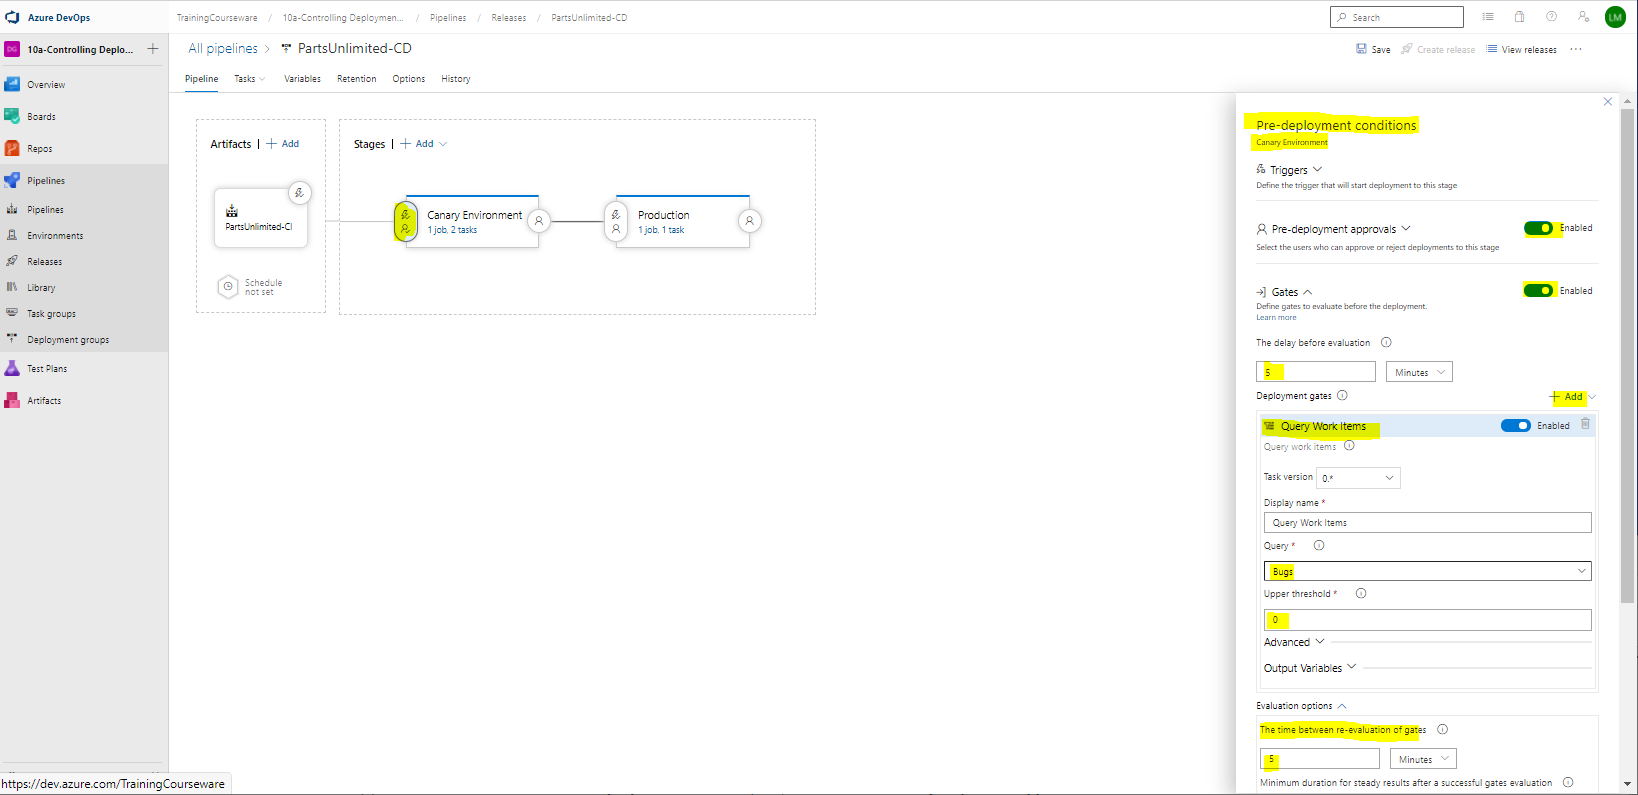 Azure DevOps
TrainingCourseware / 10a-Controlling Deploymen... / Pipelines / Releases / PartsUnlimited-CD
Search
LM
DG 10a-Controlling Deplo...
All pipelines > PartsUnlimited-CD
Save Create release View releases ...
Pipeline Tasks Variables Retention Options History
Overview
Boards
Repos
Pipelines
Pipelines
Environments
Releases
Library
Task groups
Deployment groups
Test Plans
Artifacts
https://dev.azure.com/TrainingCourseware
Artifacts | + Add
PartsUnlimited-CI
Schedule
not set
Stages | + Add
Canary Environment
1 job, 2 tasks
Production
1 job, 1 task
Pre-deployment conditions
Canary Environment
Triggers
Define the trigger that will start deployment to this stage
Pre-deployment approvals
Enabled
Select the users who can approve or reject deployments to this stage
Gates
Enabled
Define gates to evaluate before the deployment.
Learn more
The delay before evaluation
5 Minutes
Deployment gates
+ Add
Query Work Items
Enabled
Query work items
Task version 0.*
Display name *
Query Work Items
Query *
Bugs
Upper threshold *
0
Advanced
Output Variables
Evaluation options
The time between re-evaluation of gates
5 Minutes
Minimum duration for steady results after a successful gates evaluation